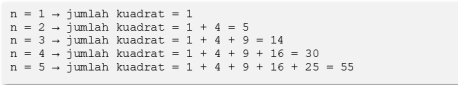 n = 1 → jumlah kuadrat = 1
n = 2 → jumlah kuadrat = 1 + 4 = 5
n = 3 → jumlah kuadrat = 1 + 4 + 9 = 14
n = 4 → jumlah kuadrat = 1 + 4 + 9 + 16 = 30
n = 5 → jumlah kuadrat = 1 + 4 + 9 + 16 + 25 = 55